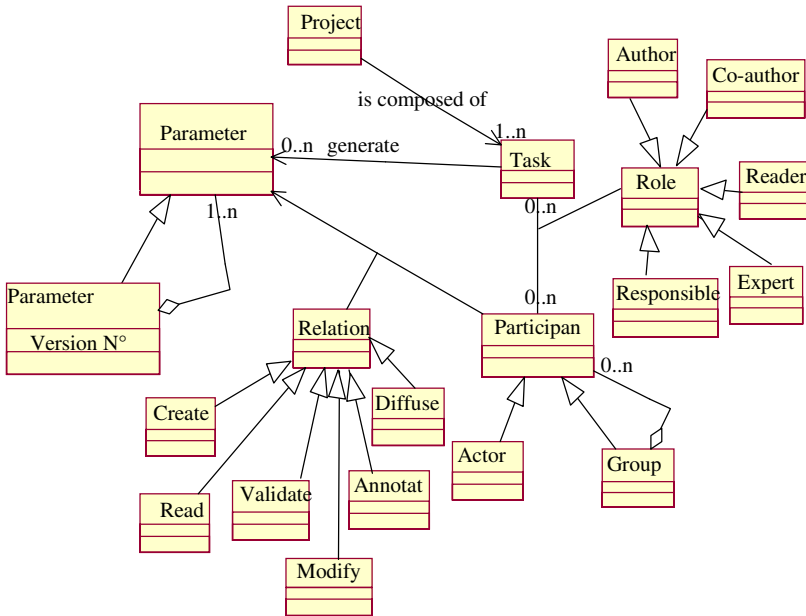 Project
Author
Co-author
is composed of
Parameter
0..n generate
1..n
Task
Role
Reader
1..n
0..n
Parameter
Version N°
Responsible
Expert
0..n
Relation
Participan
0..n
Create
Diffuse
Actor
Group
Read
Validate
Annotat
Modify